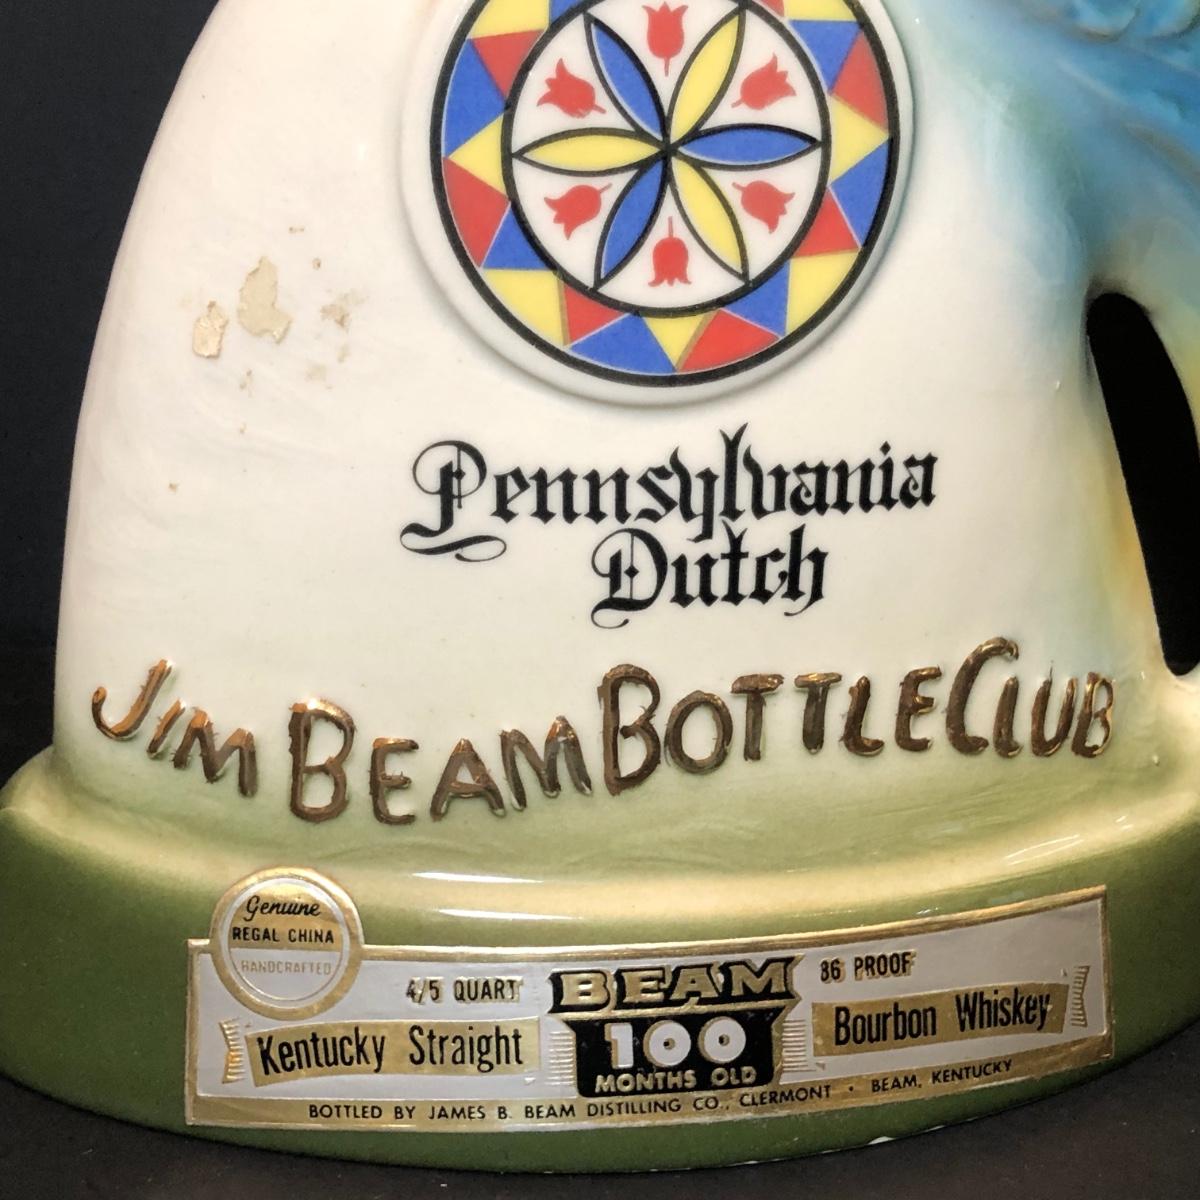 Pennsylvania
Dutch
JIM BEAM BOTTLE CLUB
Genuine
REGAL CHINA
HANDCRAFTED
4/5 QUART
BEAM
86 PROOF
Kentucky Straight
100
MONTHS OLD
Bourbon Whiskey
BOTTLED BY JAMES B. BEAM DISTILLING CO., CLERMONT · BEAM, KENTUCKY